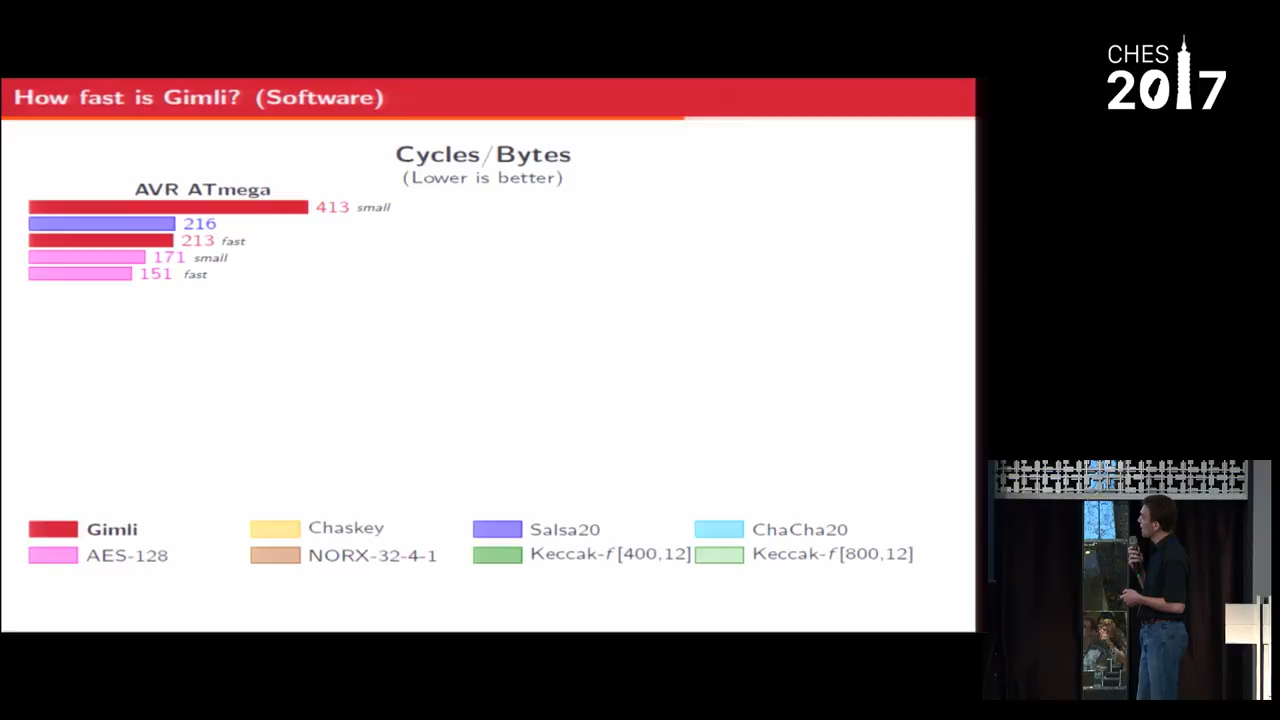 CHES
2017
How fast is Gimli? (Software)
Cycles/Bytes
(Lower is better)
AVR ATmega
413 small
216
213 fast
171 small
151 fast
Gimli
Chaskey
Salsa20
ChaCha20
AES-128
NORX-32-4-1
Keccak-f[400,12]
Keccak-f[800,12]